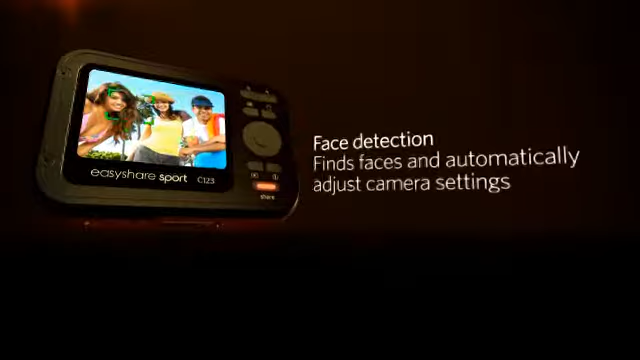 easyshare sport C123
share
Face detection
Finds faces and automatically
adjust camera settings